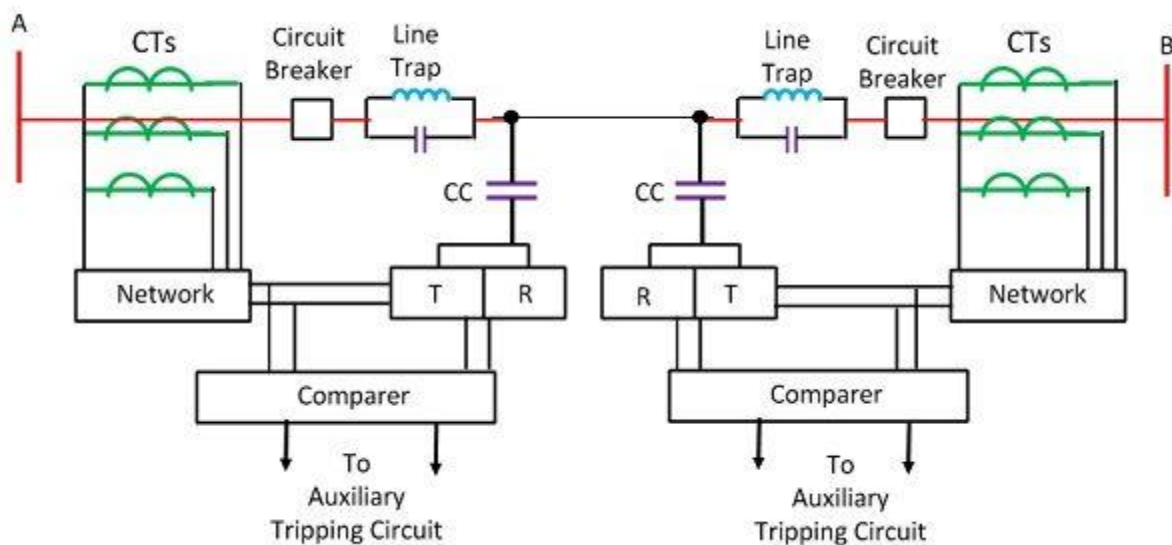 A
CTs
Circuit
Breaker
Line
Trap
Line
Trap
Circuit
Breaker
CTs
B
CC
CC
Network
T
R
R
T
Network
Comparer
Comparer
To
Auxiliary
Tripping Circuit
To
Auxiliary
Tripping Circuit